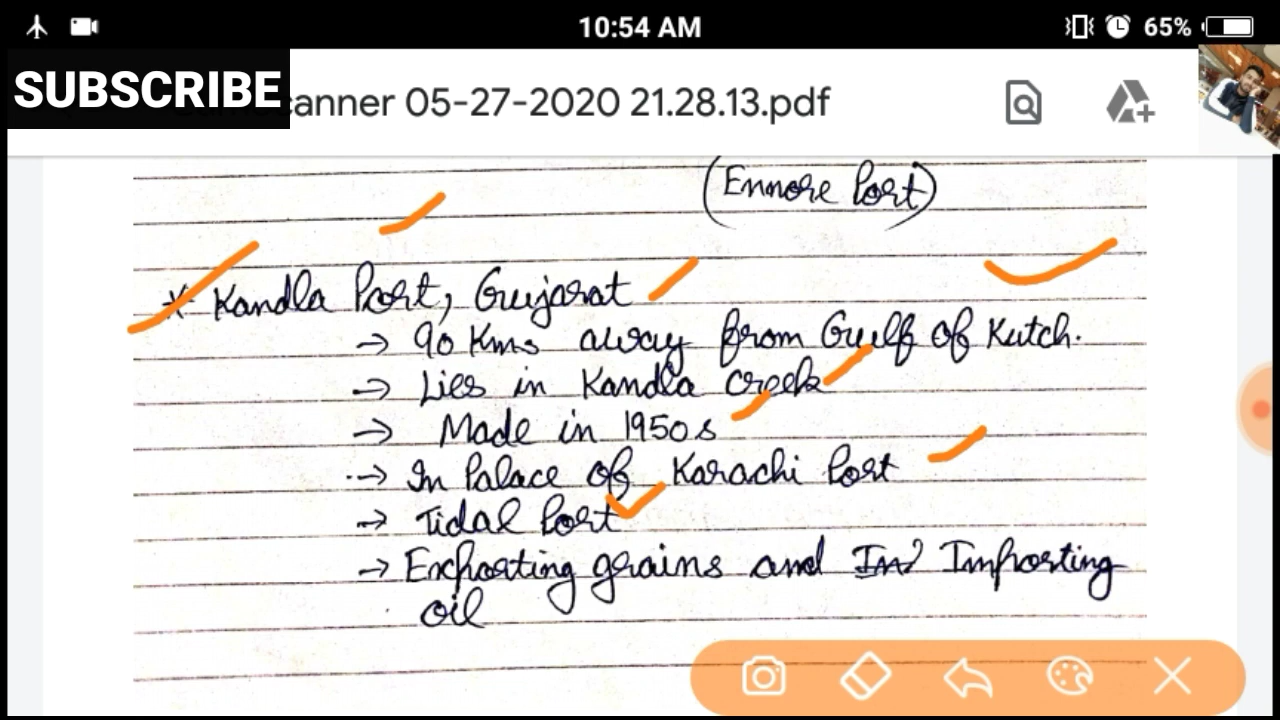 10:54 AM
65%
SUBSCRIBE canner 05-27-2020 21.28.13.pdf
(Ennore Port)
* Kandla Port, Gujarat
→ 90 Kms away from Gulf of Kutch.
→ Lies in Kandla Creek
→ Made in 1950s
→ In Palace of Karachi Port
→ Tidal Port
→ Exporting grains and Importing
oil